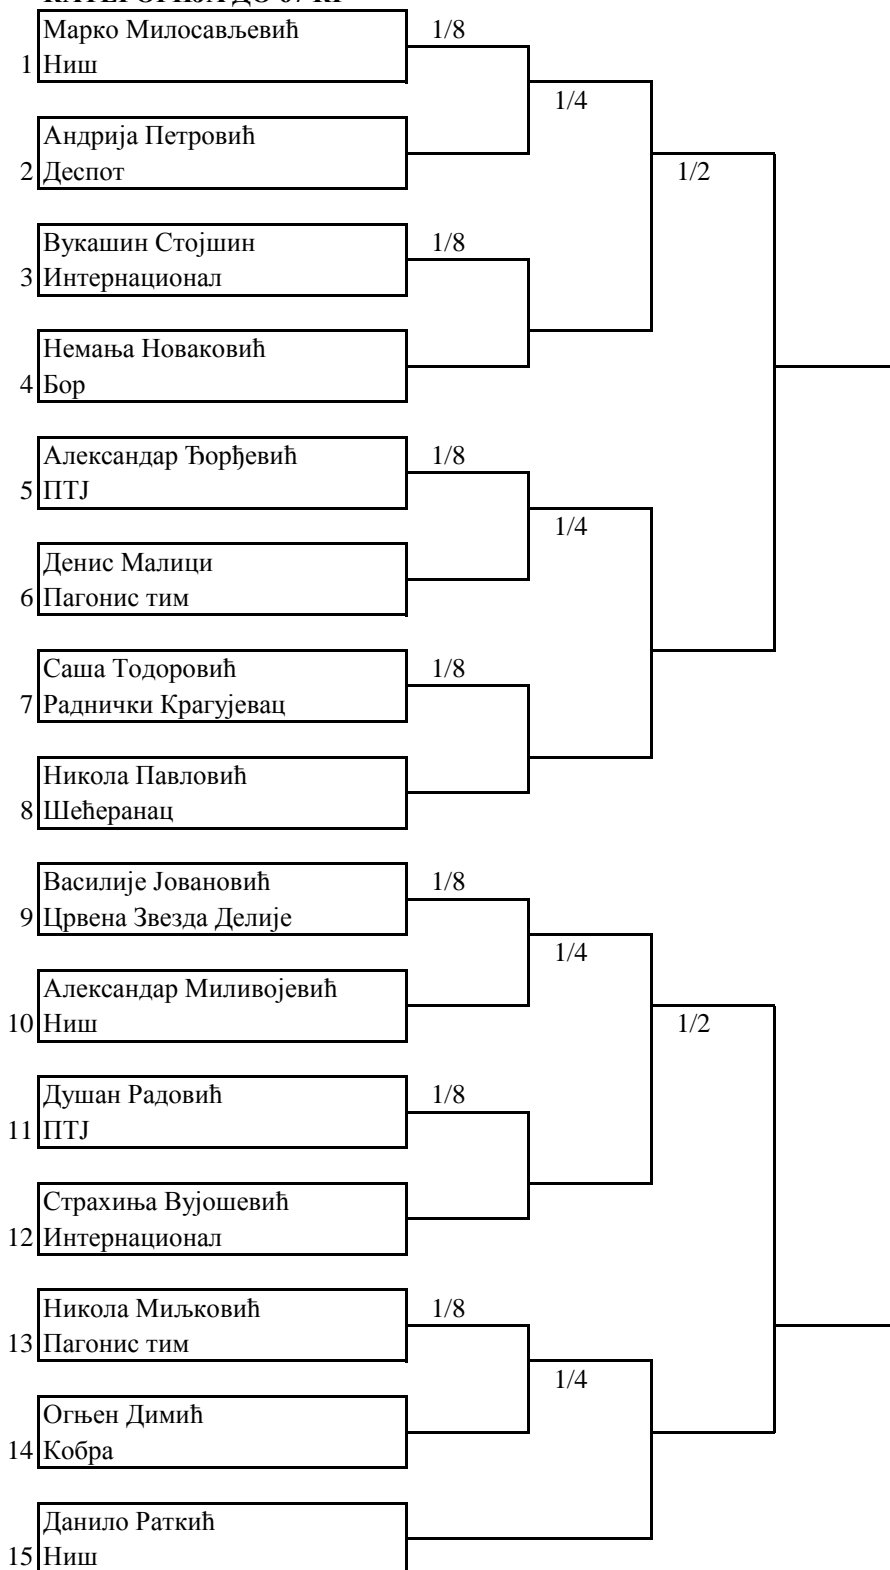 Марко Милосављевић 1/8
1 Ниш
1/4
Андрија Петровић
2 Деспот 1/2
Вукашин Стојшин 1/8
3 Интернационал
Немања Новаковић
4 Бор
Александар Ђорђевић 1/8
5 ПТЈ
1/4
Денис Малици
6 Пагонис тим
Саша Тодоровић 1/8
7 Раднички Крагујевац
Никола Павловић
8 Шећеранац
Василије Јовановић 1/8
9 Црвена Звезда Делије
1/4
Александар Миливојевић
10 Ниш 1/2
Душан Радовић 1/8
11 ПТЈ
Страхиња Вујошевић
12 Интернационал
Никола Миљковић 1/8
13 Пагонис тим
1/4
Огњен Димић
14 Кобра
Данило Раткић
15 Ниш